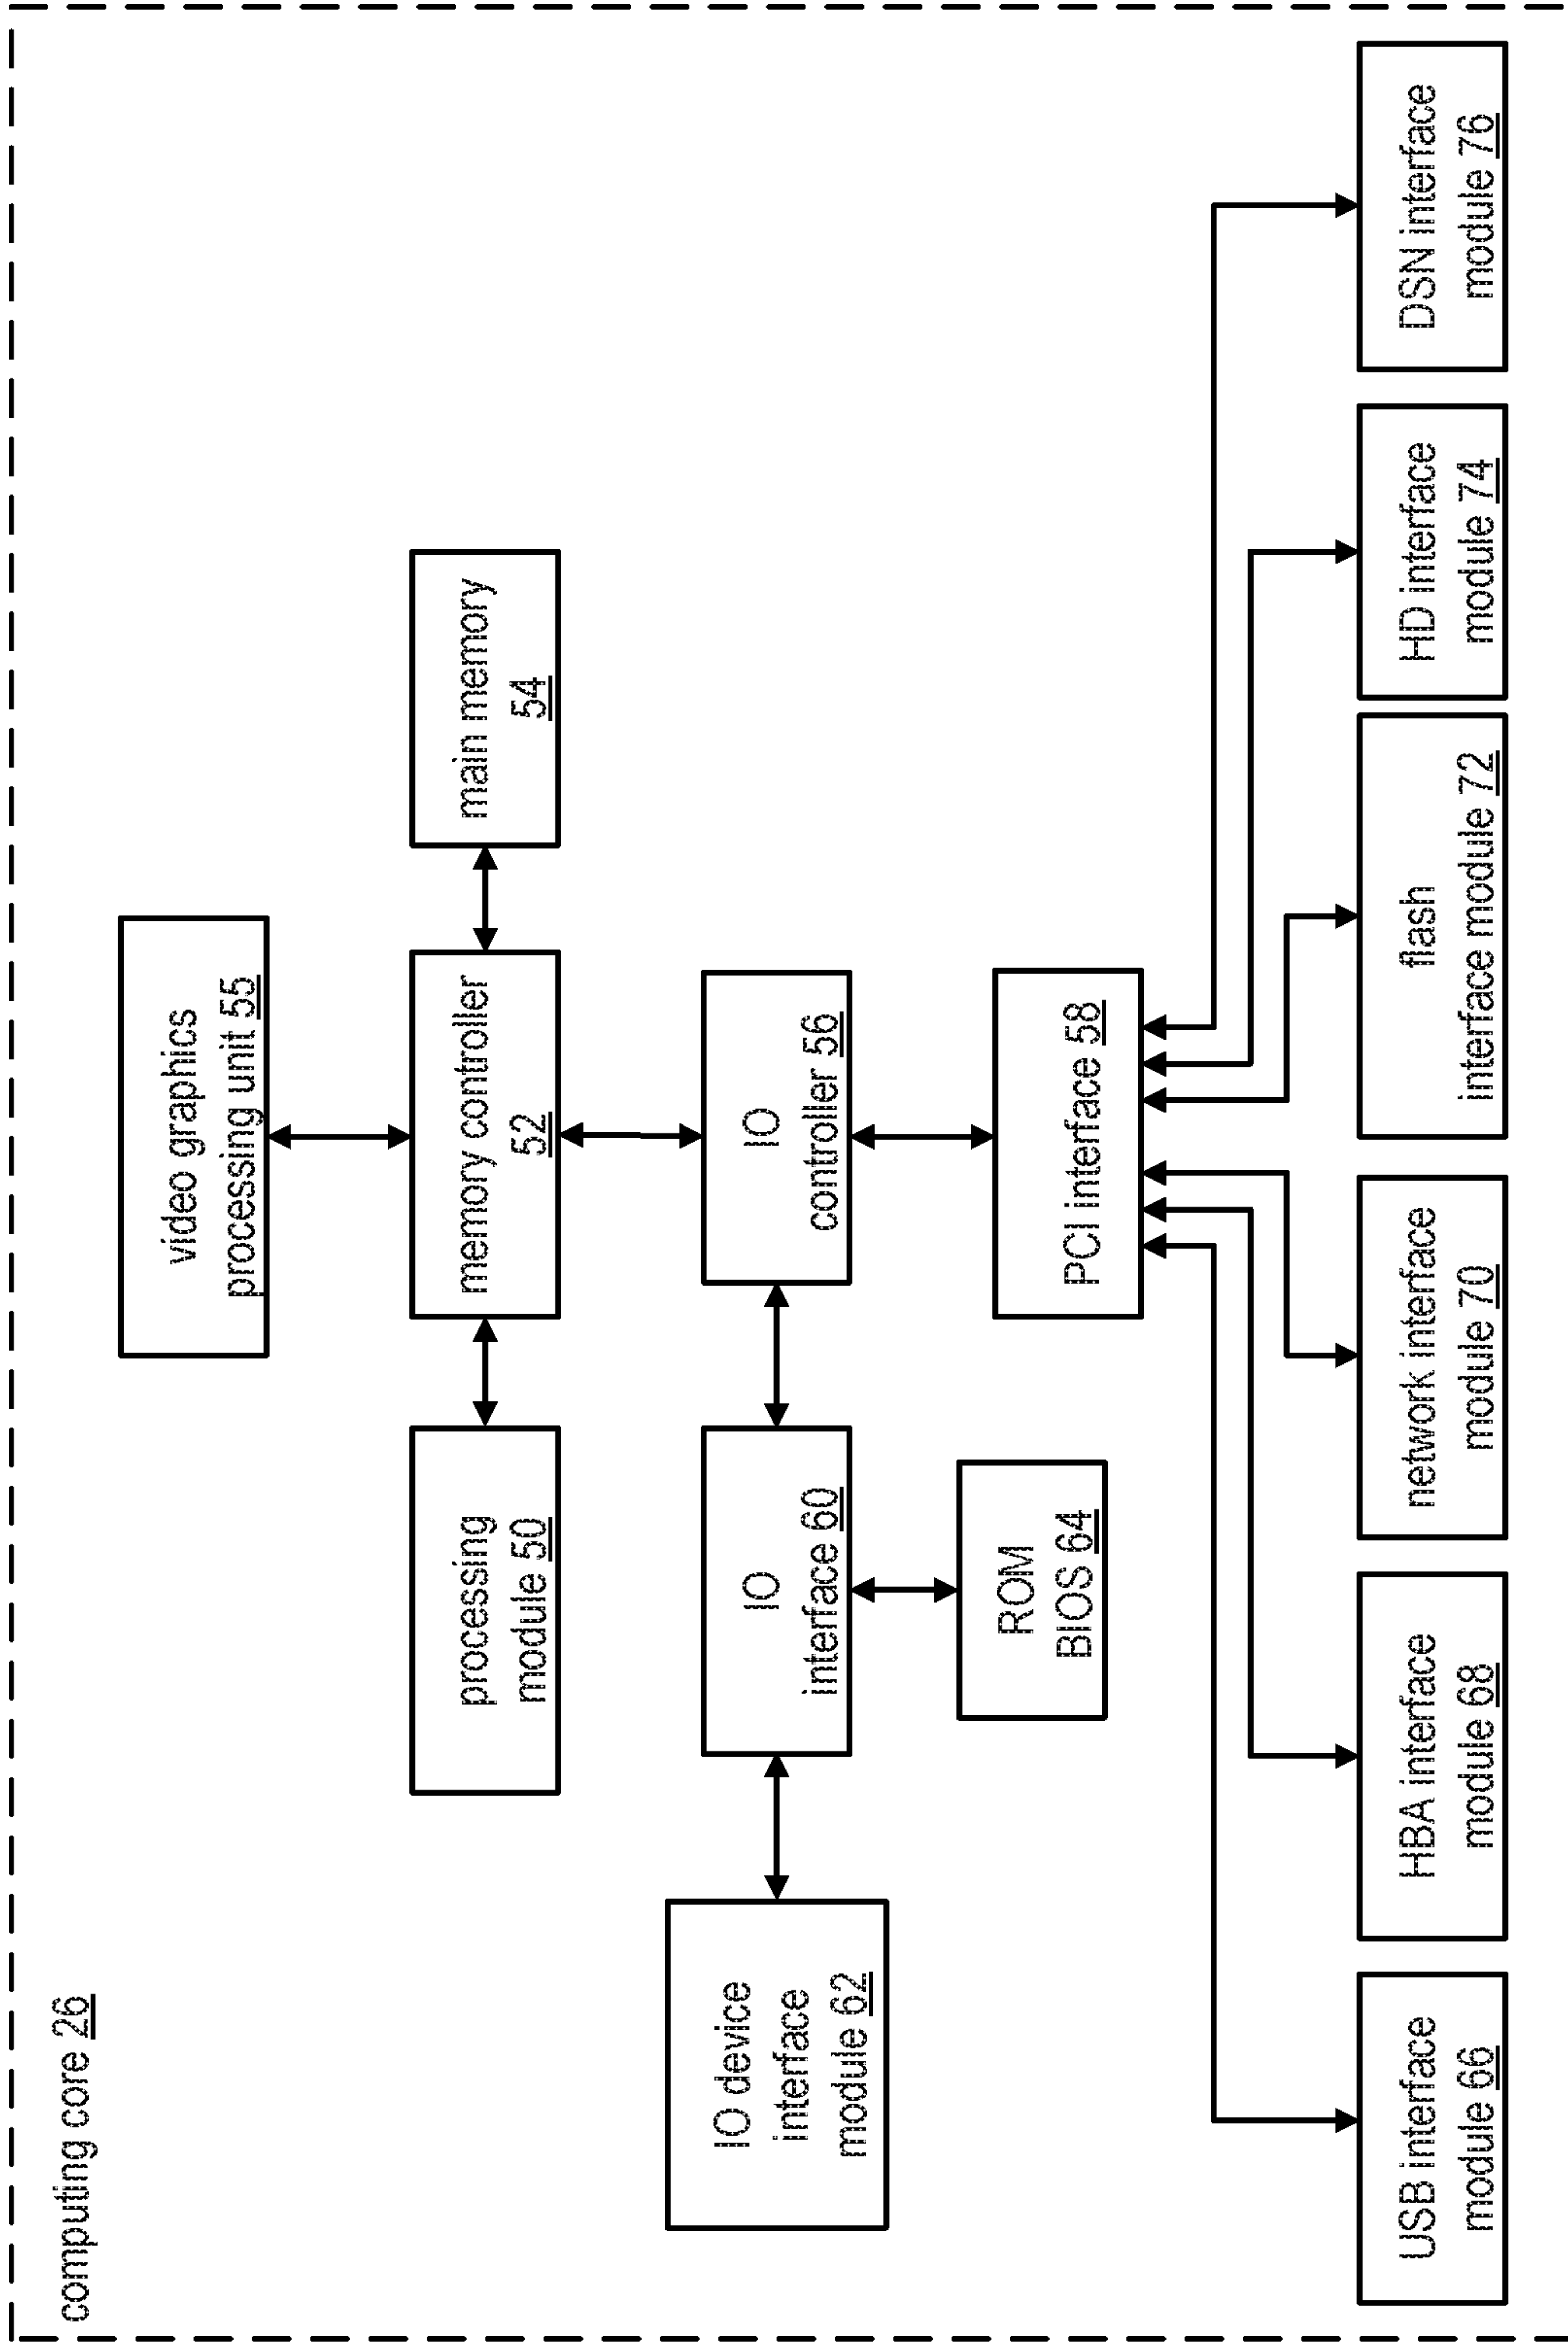 computing core 26
video graphics
processing unit 55
processing
module 50
memory controller
52
main memory
54
IO device
interface
module 62
IO
interface 60
IO
controller 56
ROM
BIOS 64
PCI interface 58
USB interface
module 66
HBA interface
module 68
network interface
module 70
flash
interface module 72
HD interface
module 74
DSN interface
module 76